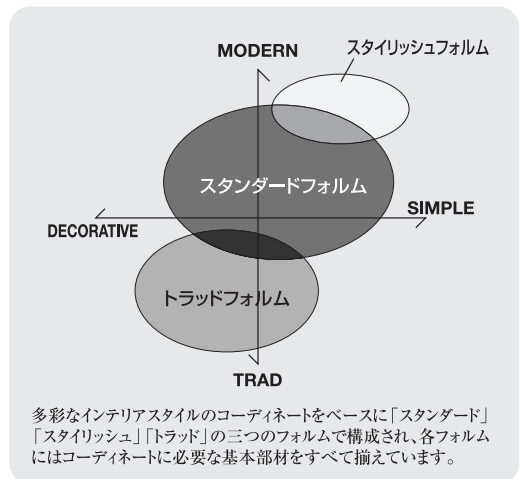 スタイリッシュフォルム
MODERN
スタンダードフォルム
SIMPLE
DECORATIVE
トラッドフォルム
TRAD
多彩なインテリアスタイルのコーディネートをベースに「スタンダード」
「スタイリッシュ」「トラッド」の三つのフォルムで構成され、各フォルム
にはコーディネートに必要な基本部材をすべて揃えています。